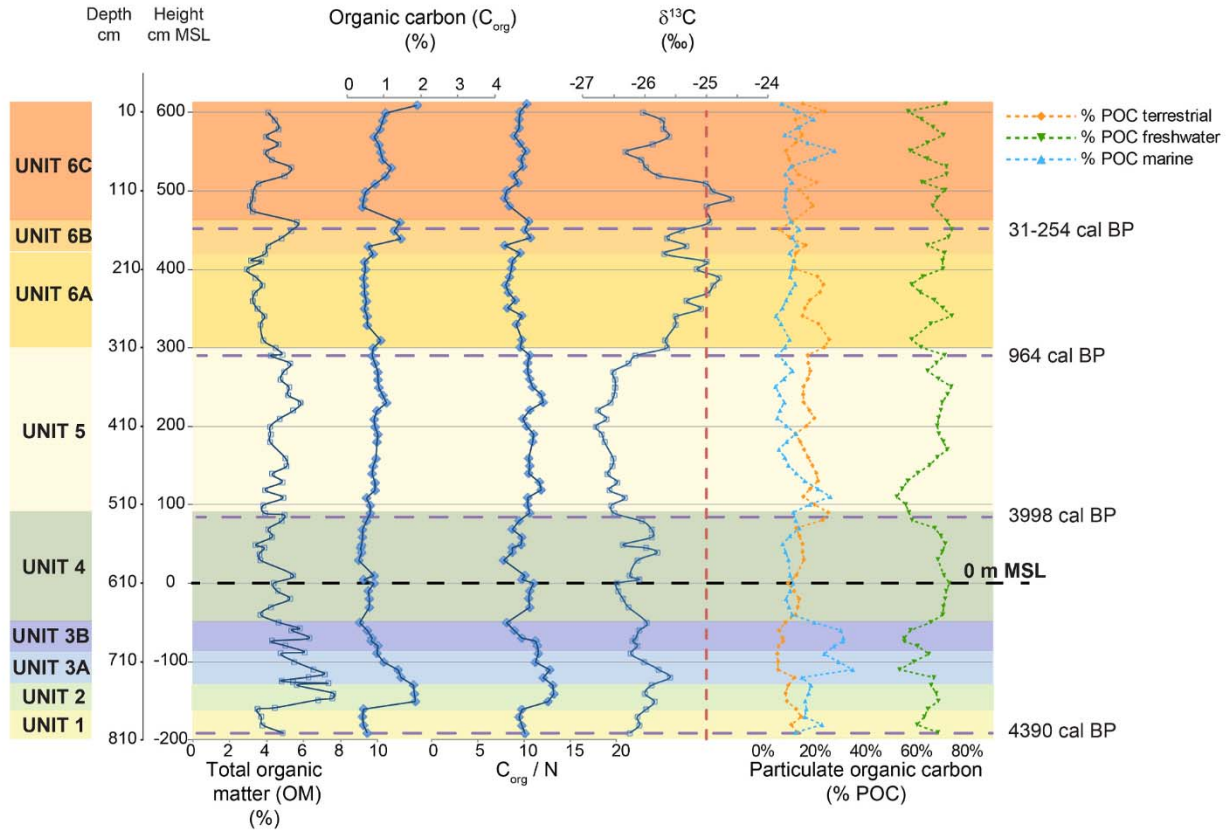 Depth
cm
Height
cm MSL
Organic carbon (Corg)
(%)
δ13C
(‰)
0 1 2 4
-27 -26 -25 -24
10 600
110 500
210 400
310 300
410 200
510 100
610 0
710 -100
810 -200
UNIT 6C
UNIT 6B
UNIT 6A
UNIT 5
UNIT 4
UNIT 3B
UNIT 3A
UNIT 2
UNIT 1
% POC terrestrial
% POC freshwater
% POC marine
31-254 cal BP
964 cal BP
3998 cal BP
0 m MSL
4390 cal BP
0 2 4 6 8 10
0 5 10 15 20
0% 20% 40% 60% 80%
Total organic
matter (OM)
(%)
Corg / N
Particulate organic carbon
(% POC)